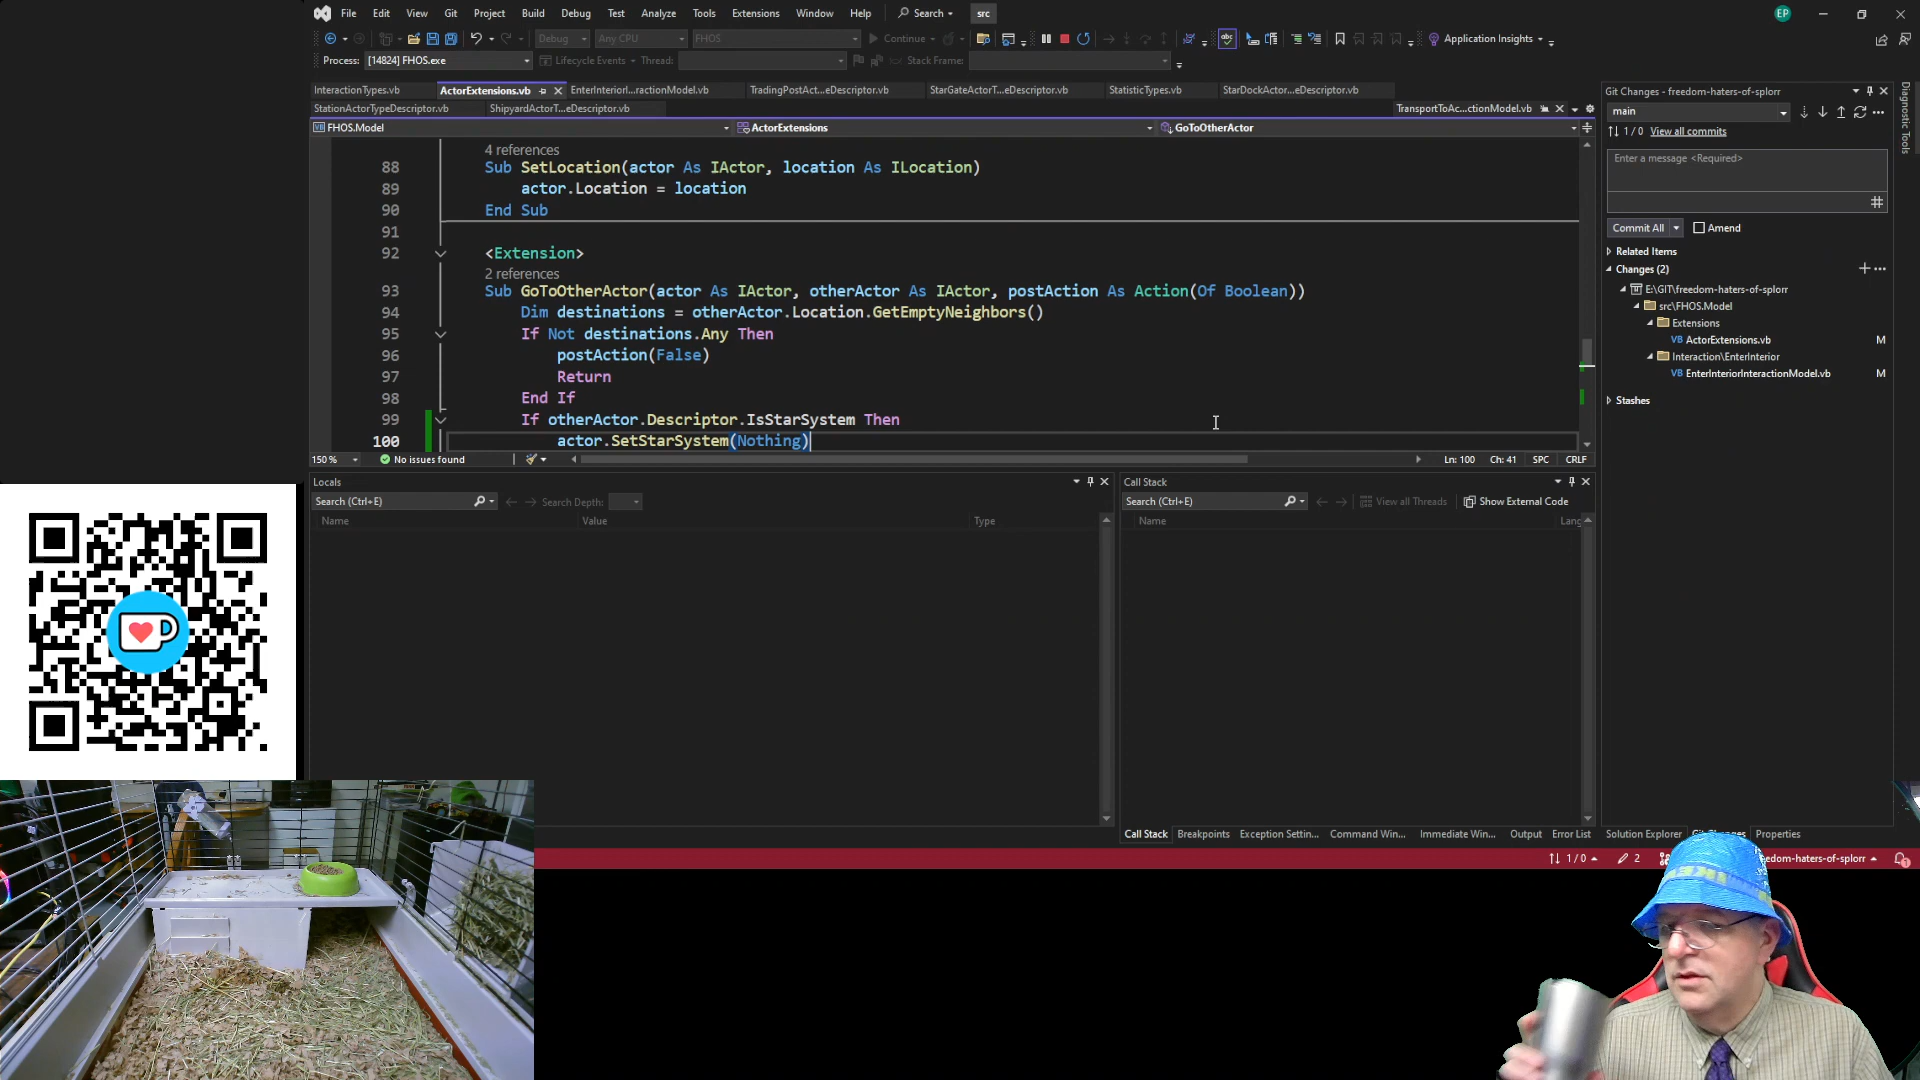 File Edit View Git Project Build Debug Test Analyze Tools Extensions Window Help Search src EP
Debug Any CPU FHOS Continue Application Insights
Process: [14824] FHOS.exe Lifecycle Events Thread: Stack Frame:
InteractionTypes.vb ActorExtensions.vb EnterInteriorI...ractionModel.vb TradingPostAct...eDescriptor.vb StarGateActorT...eDescriptor.vb StatisticTypes.vb StarDockActor...eDescriptor.vb
StationActorTypeDescriptor.vb ShipyardActorT...eDescriptor.vb TransportToAc...ctionModel.vb
FHOS.Model ActorExtensions GoToOtherActor
4 references
88 Sub SetLocation(actor As IActor, location As ILocation)
89 actor.Location = location
90 End Sub
91
92 <Extension>
2 references
93 Sub GoToOtherActor(actor As IActor, otherActor As IActor, postAction As Action(Of Boolean))
94 Dim destinations = otherActor.Location.GetEmptyNeighbors()
95 If Not destinations.Any Then
96 postAction(False)
97 Return
98 End If
99 If otherActor.Descriptor.IsStarSystem Then
100 actor.SetStarSystem(Nothing)
150 % No issues found Ln: 100 Ch: 41 SPC CRLF
Locals
Search (Ctrl+E) Search Depth:
Name Value Type
Call Stack
Search (Ctrl+E) View all Threads Show External Code
Name Lang
Call Stack Breakpoints Exception Settin... Command Win... Immediate Win... Output Error List
Git Changes - freedom-haters-of-splorr
main
1 / 0 View all commits
Enter a message <Required>
Commit All Amend
Related Items
Changes (2)
E:\GIT\freedom-haters-of-splorr
src\FHOS.Model
Extensions
VB ActorExtensions.vb M
Interaction\EnterInterior
VB EnterInteriorInteractionModel.vb M
Stashes
Diagnostic Tools
Solution Explorer Git Changes Properties
1 / 0 2